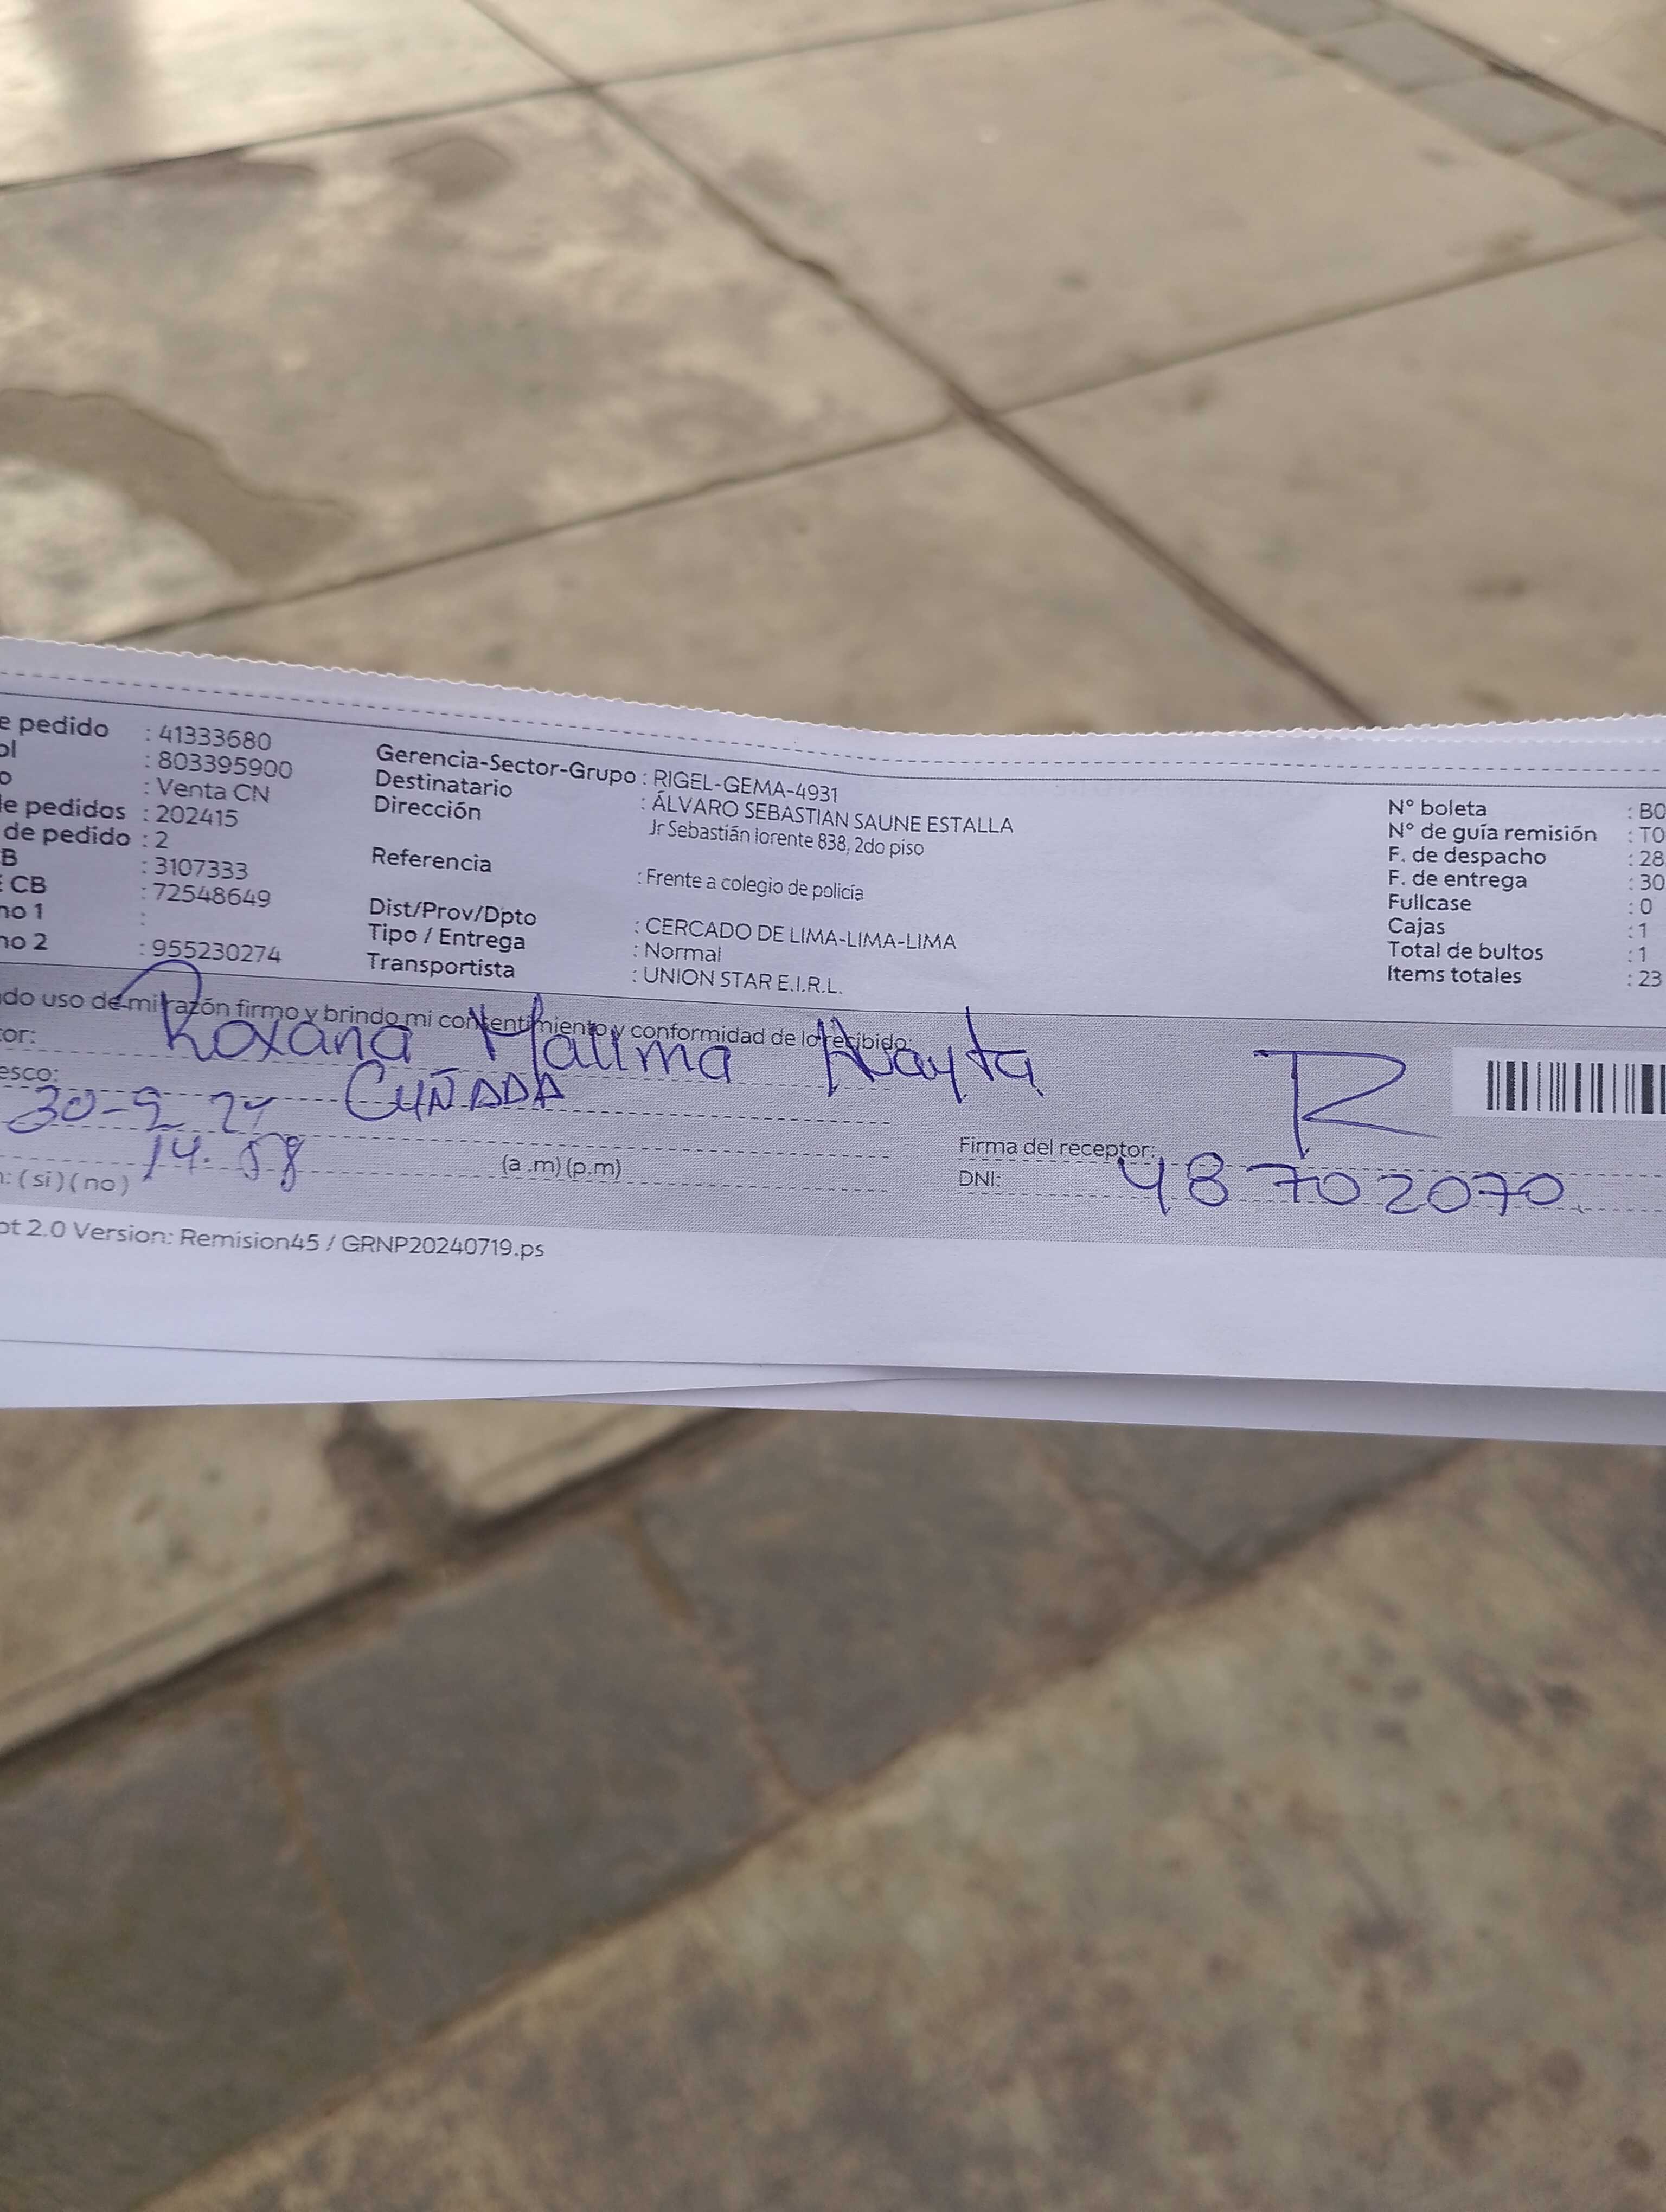 e pedido : 41333680
ol : 803395900
o : Venta CN
de pedidos : 202415
de pedido : 2
B : 3107333
E CB : 72548649
no 1 :
no 2 : 955230274
Gerencia-Sector-Grupo : RIGEL-GEMA-4931
Destinatario : ÁLVARO SEBASTIAN SAUNE ESTALLA
Dirección Jr Sebastián lorente 838, 2do piso
Referencia : Frente a colegio de policía
Dist/Prov/Dpto : CERCADO DE LIMA-LIMA-LIMA
Tipo / Entrega : Normal
Transportista : UNION STAR E.I.R.L.
N° boleta : B0
N° de guía remisión : T0
F. de despacho : 28
F. de entrega : 30
Fullcase : 0
Cajas : 1
Total de bultos : 1
Items totales : 23
do uso de mi razón firmo y brindo mi consentimiento y conformidad de lo recibido:
tor: Roxana
esco: CUÑADA
30-9 24
14. 58 (a .m) (p.m)
n: ( si ) ( no )
Firma del receptor:
DNI: 48702070
pt 2.0 Version: Remision45 / GRNP20240719.ps